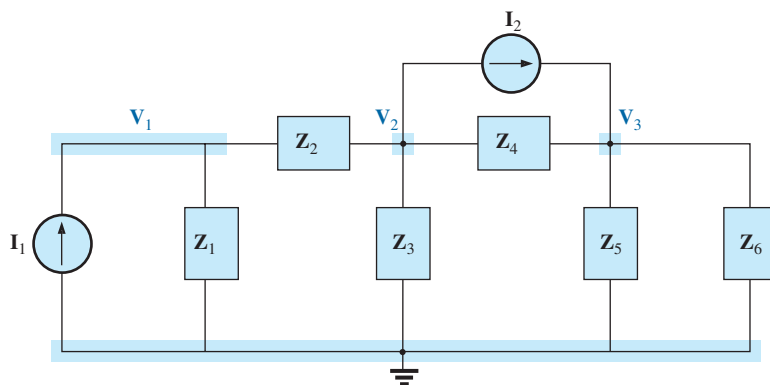 I₂
V₁
V₂
V₃
Z₂
Z₄
I₁
Z₁
Z₃
Z₅
Z₆